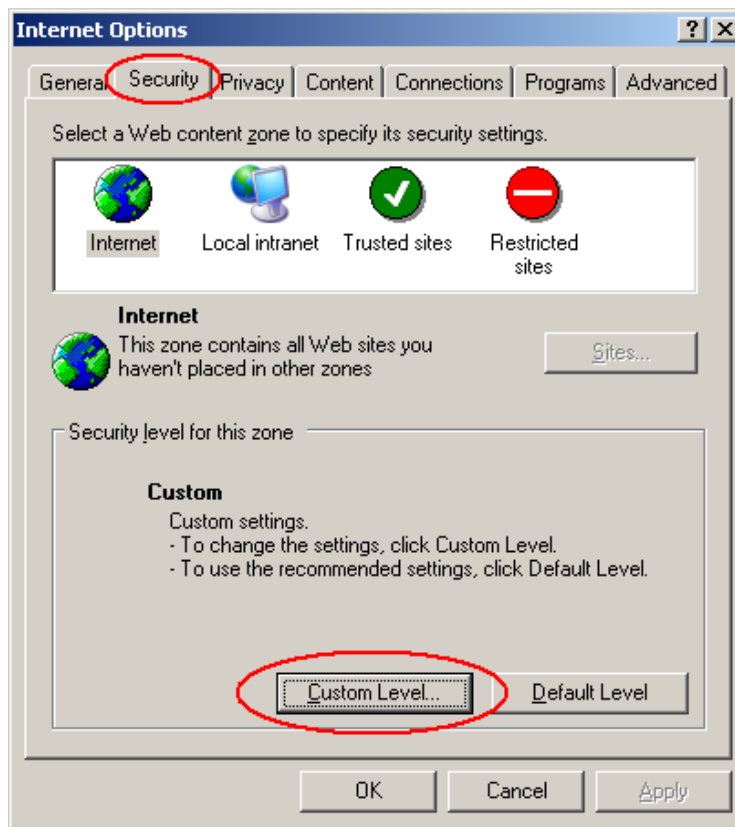 Internet Options
General Security Privacy Content Connections Programs Advanced
Select a Web content zone to specify its security settings.
Internet Local intranet Trusted sites Restricted
sites
Internet
This zone contains all Web sites you
haven't placed in other zones
Sites...
Security level for this zone
Custom
Custom settings.
- To change the settings, click Custom Level.
- To use the recommended settings, click Default Level.
Custom Level... Default Level
OK Cancel Apply